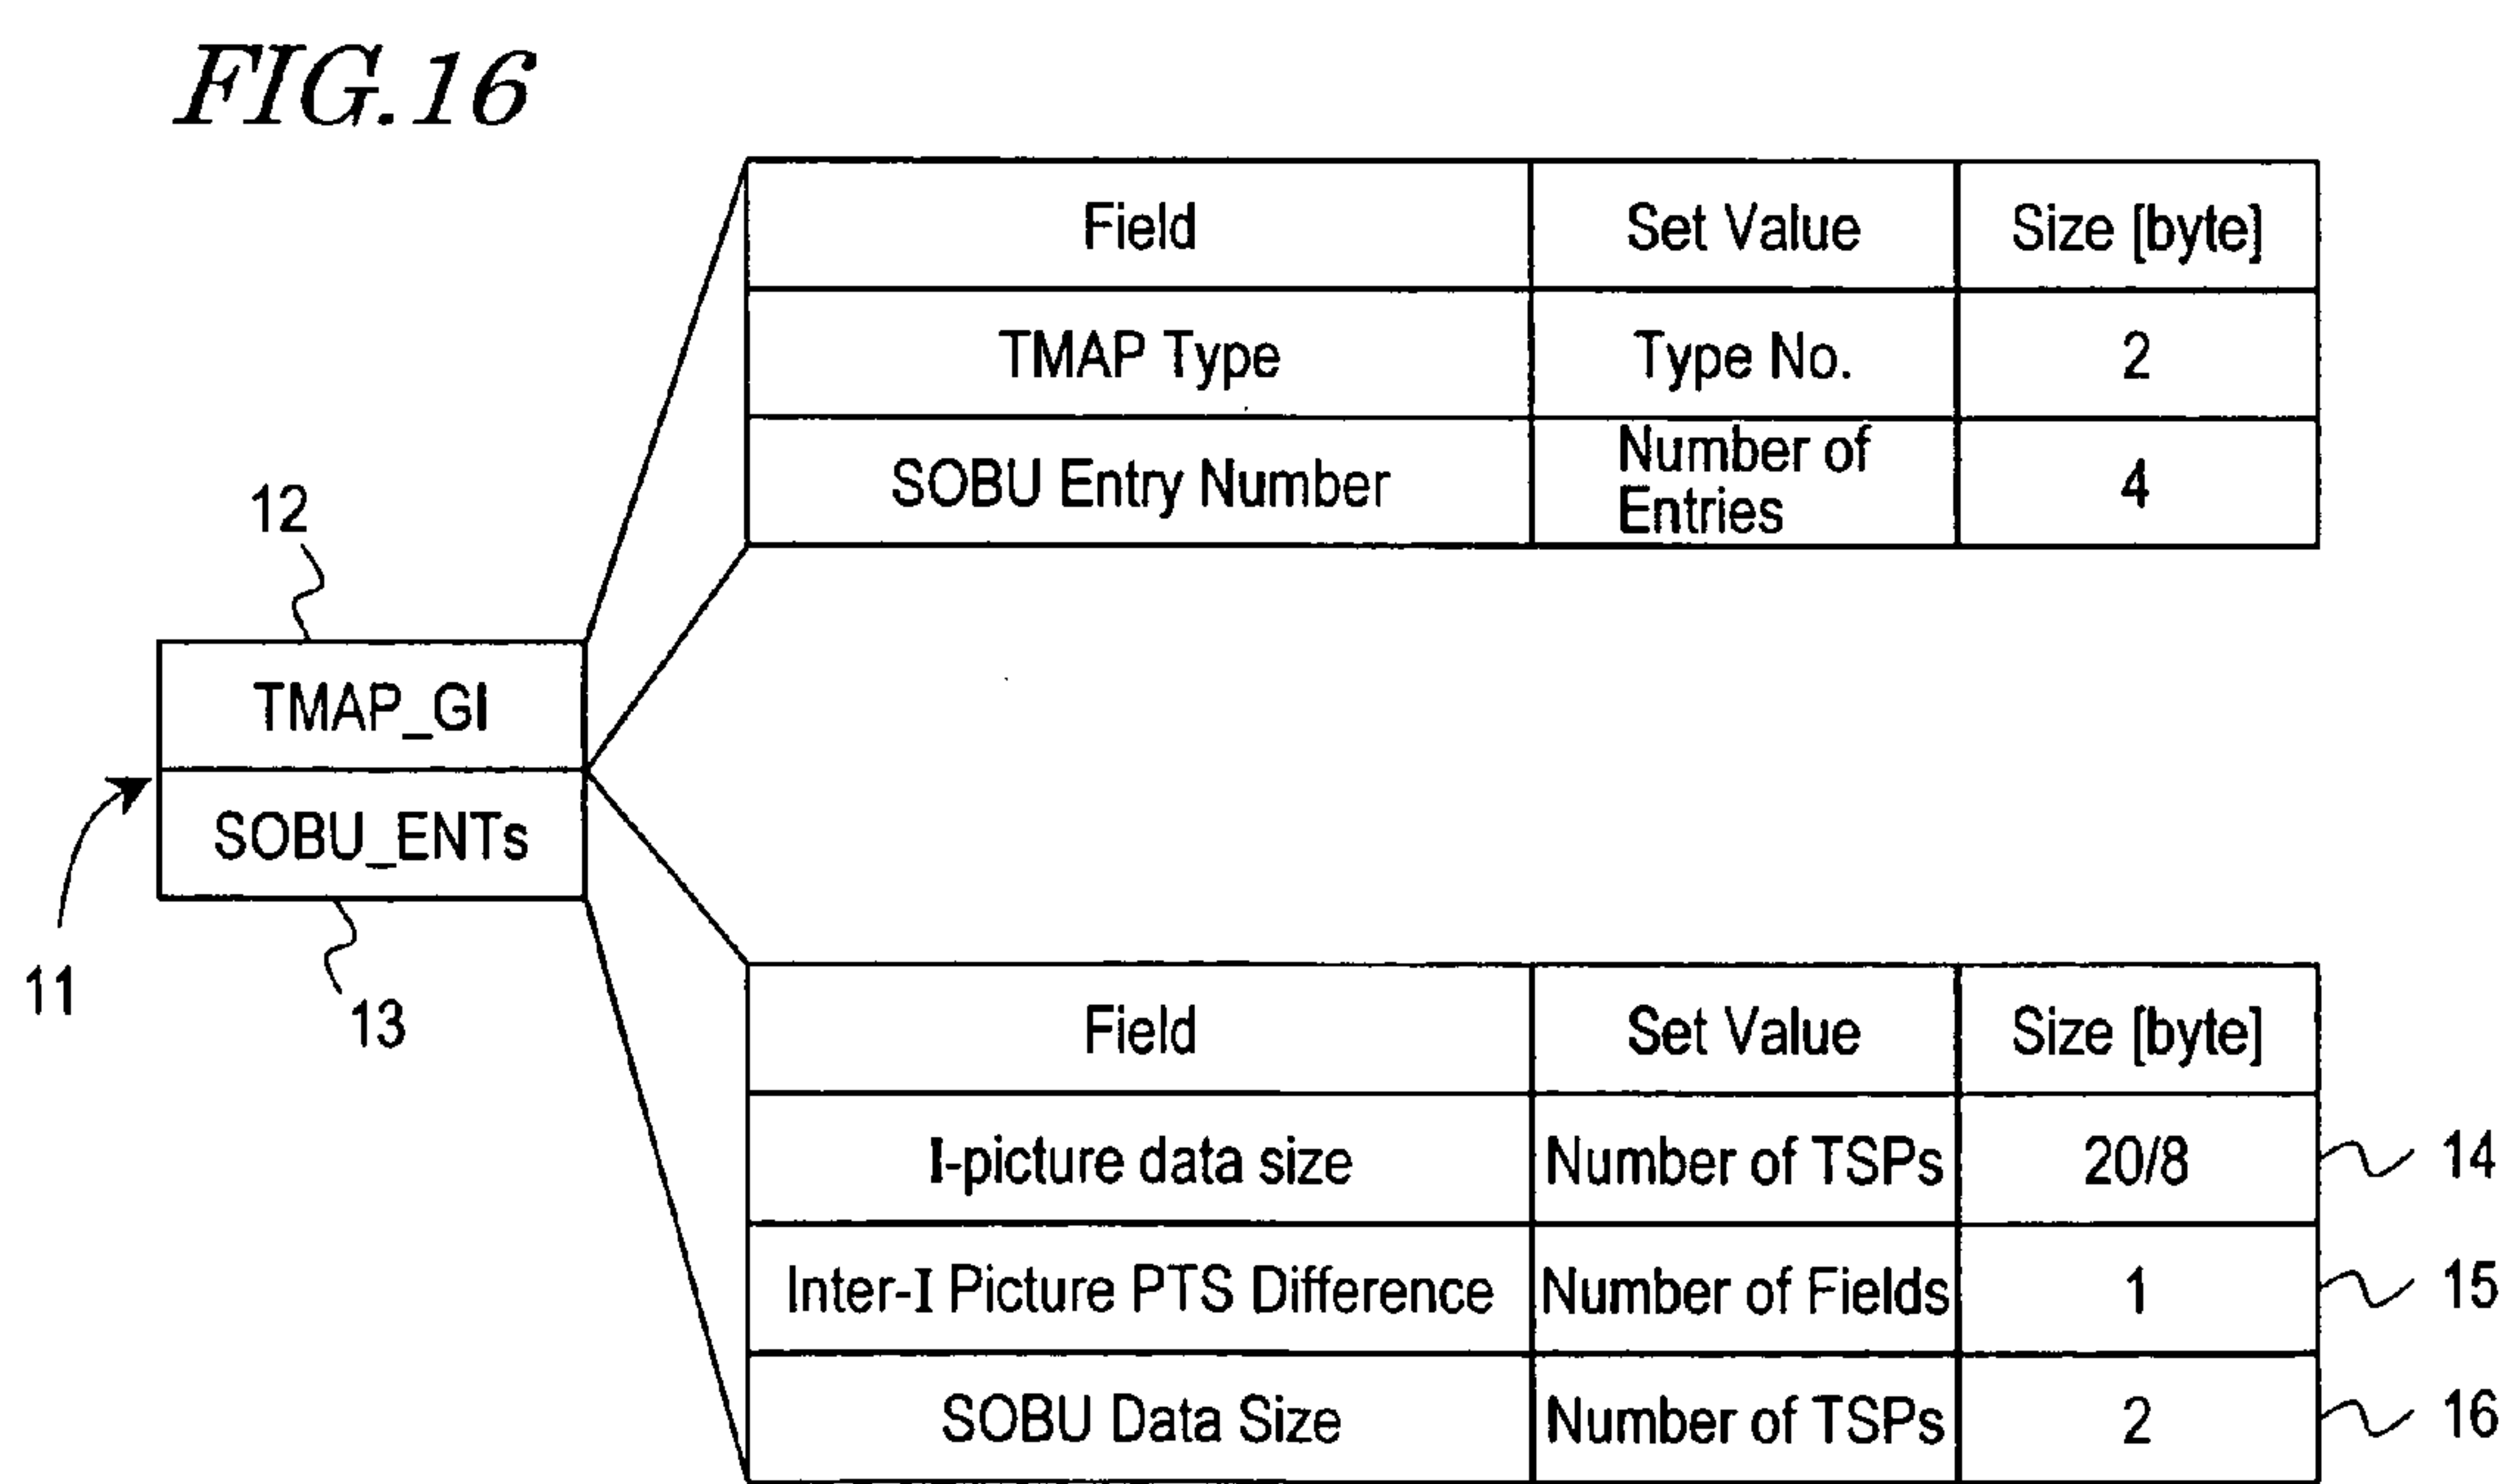 FIG.16
Field Set Value Size [byte]
TMAP Type Type No. 2
SOBU Entry Number Number of Entries 4
12
TMAP_GI
SOBU_ENTs
11
13
Field Set Value Size [byte]
I-picture data size Number of TSPs 20/8 14
Inter-I Picture PTS Difference Number of Fields 1 15
SOBU Data Size Number of TSPs 2 16